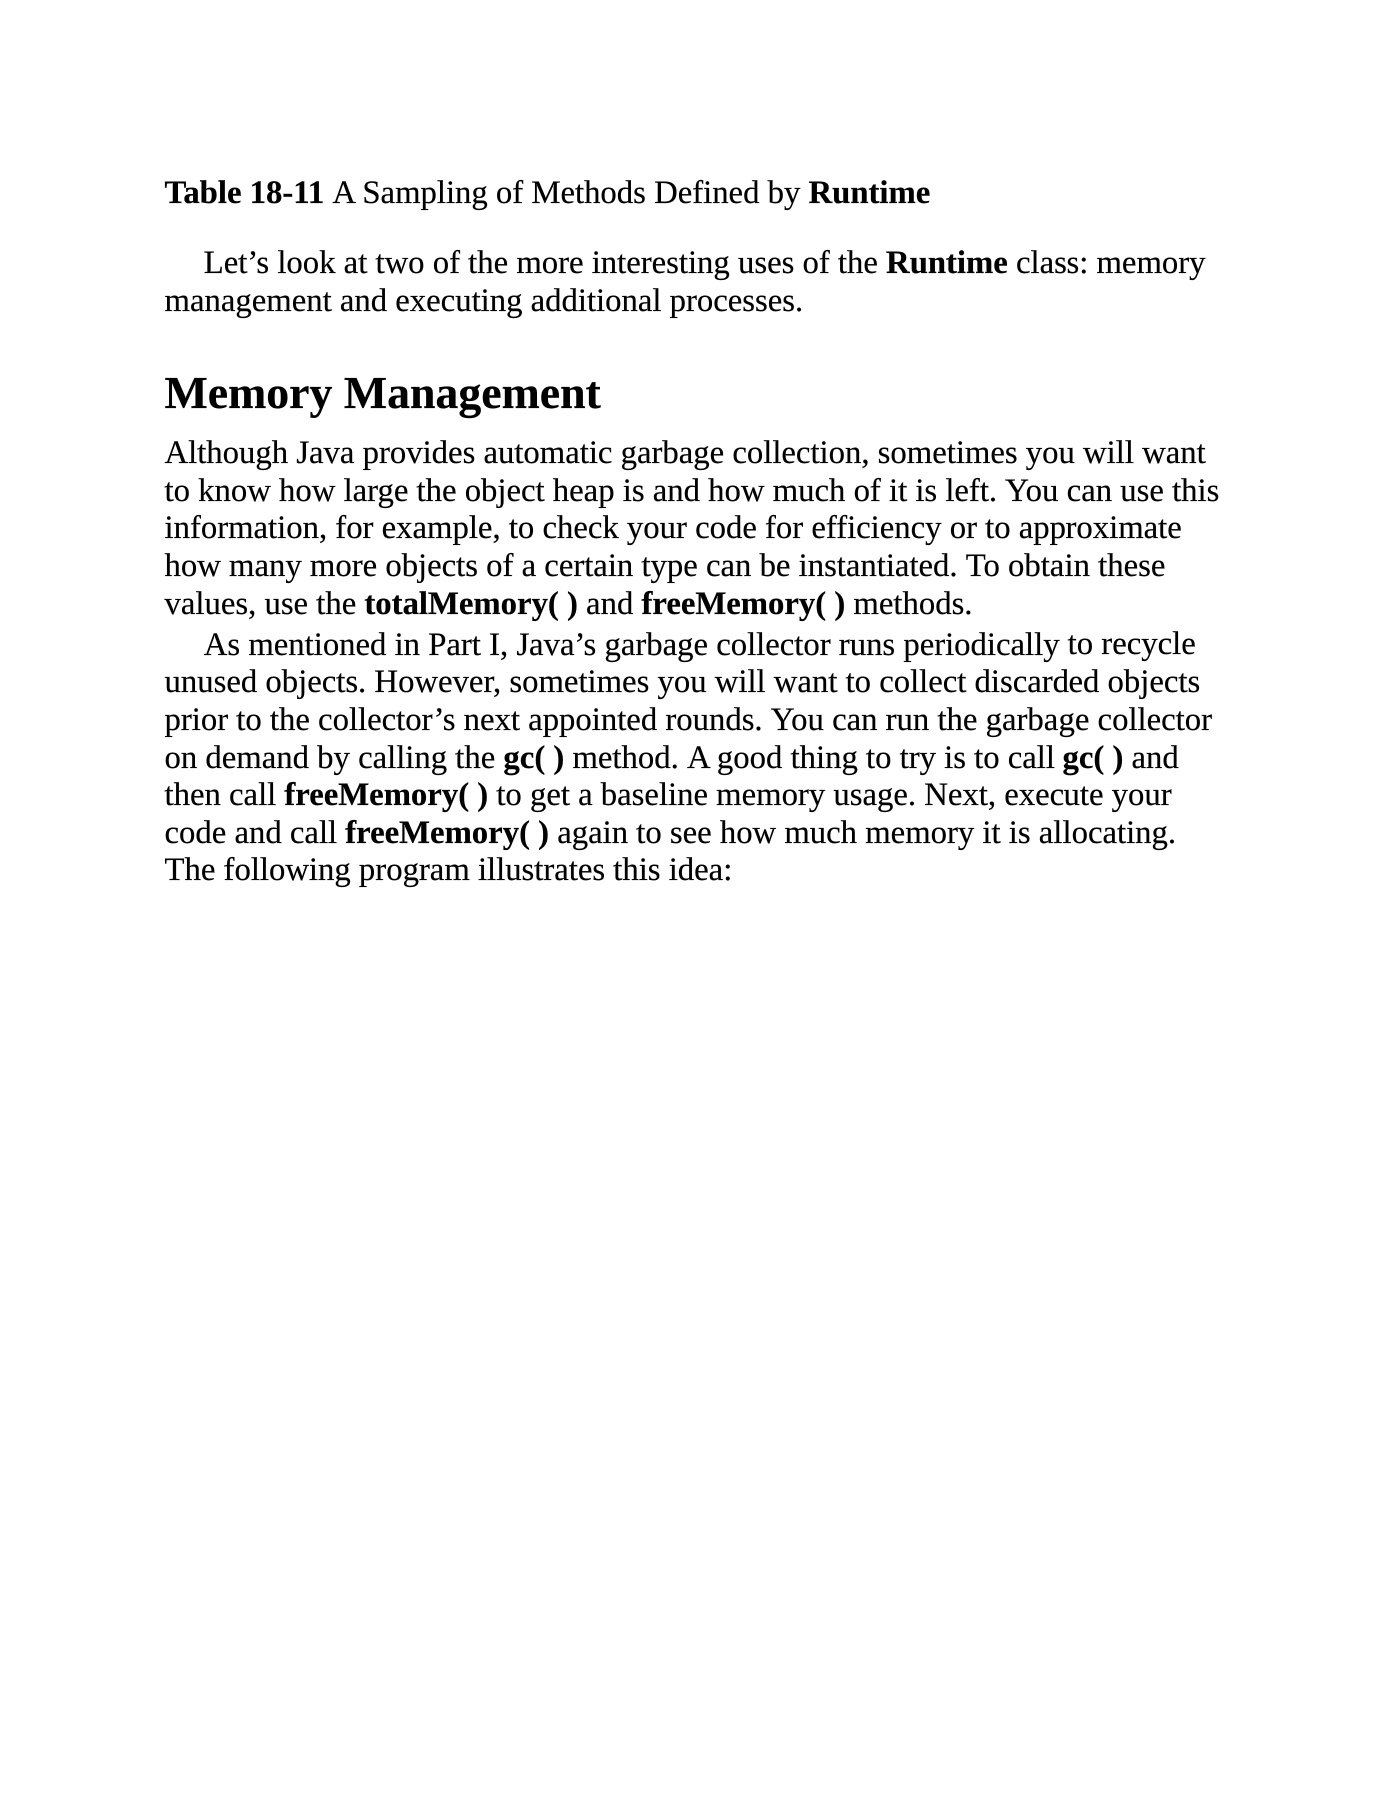 Table 18-11 A Sampling of Methods Defined by Runtime
Let’s look at two of the more interesting uses of the Runtime class: memory
management and executing additional processes.
Memory Management
Although Java provides automatic garbage collection, sometimes you will want
to know how large the object heap is and how much of it is left. You can use this
information, for example, to check your code for efficiency or to approximate
how many more objects of a certain type can be instantiated. To obtain these
values, use the totalMemory( ) and freeMemory( ) methods.
As mentioned in Part I, Java’s garbage collector runs periodically to recycle
unused objects. However, sometimes you will want to collect discarded objects
prior to the collector’s next appointed rounds. You can run the garbage collector
on demand by calling the gc( ) method. A good thing to try is to call gc( ) and
then call freeMemory( ) to get a baseline memory usage. Next, execute your
code and call freeMemory( ) again to see how much memory it is allocating.
The following program illustrates this idea: